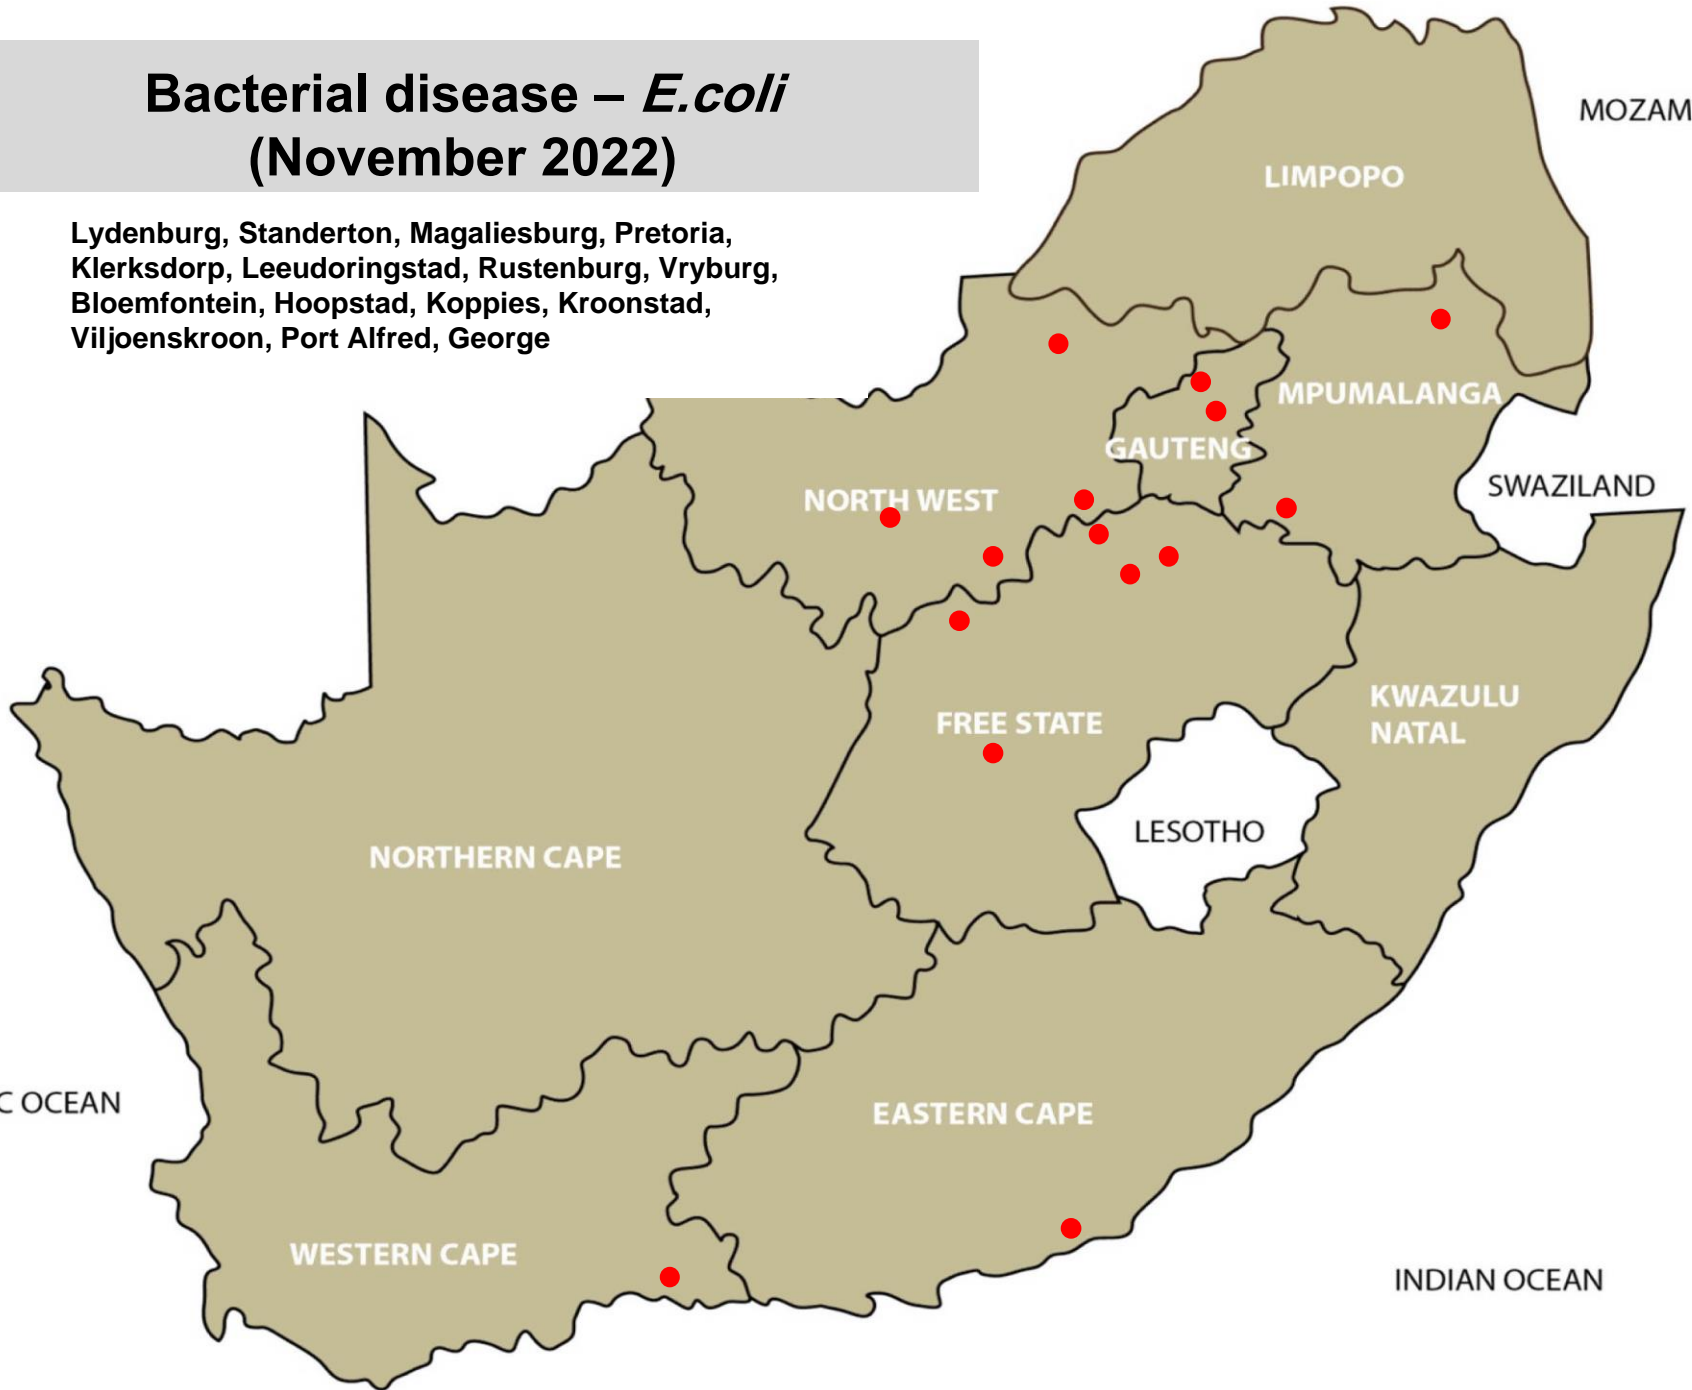 Bacterial disease – E.coli
(November 2022)
Lydenburg, Standerton, Magaliesburg, Pretoria,
Klerksdorp, Leeudoringstad, Rustenburg, Vryburg,
Bloemfontein, Hoopstad, Koppies, Kroonstad,
Viljoenskroon, Port Alfred, George
MOZAM
LIMPOPO
MPUMALANGA
GAUTENG
SWAZILAND
NORTH WEST
KWAZULU
NATAL
FREE STATE
LESOTHO
NORTHERN CAPE
C OCEAN
EASTERN CAPE
WESTERN CAPE
INDIAN OCEAN